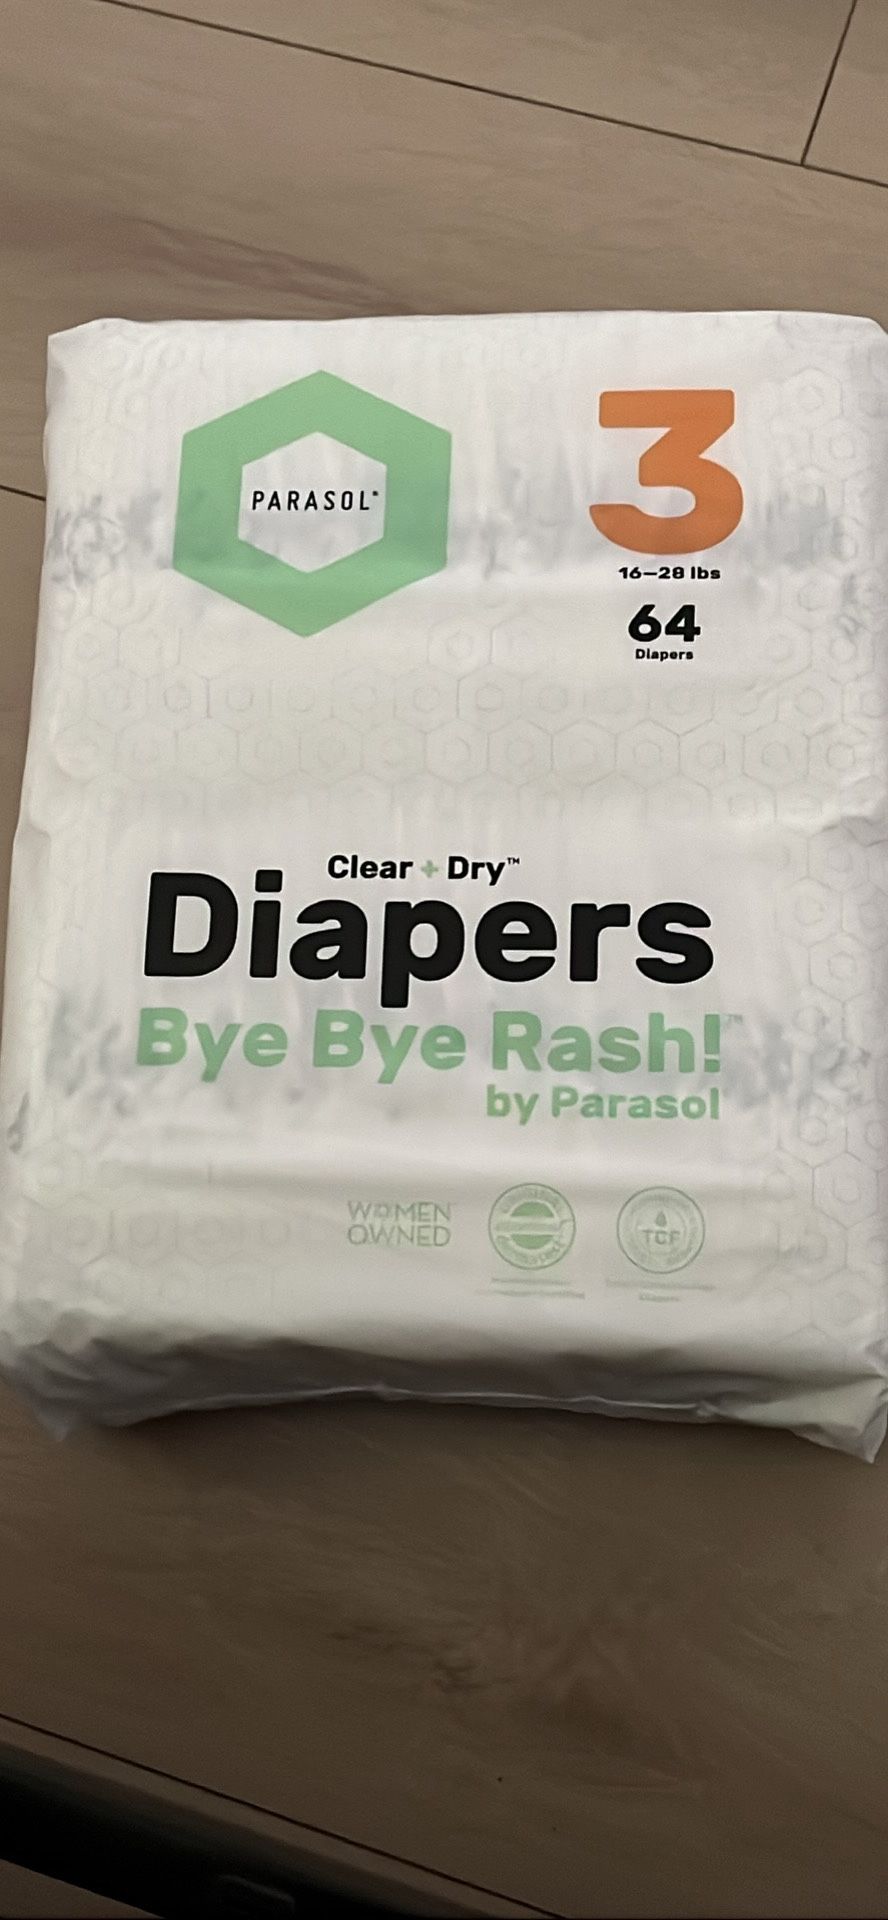 PARASOL®
3
16–28 lbs
64
Diapers
Clear + Dry™
Diapers
Bye Bye Rash!™
by Parasol
WOMEN
OWNED
TCF